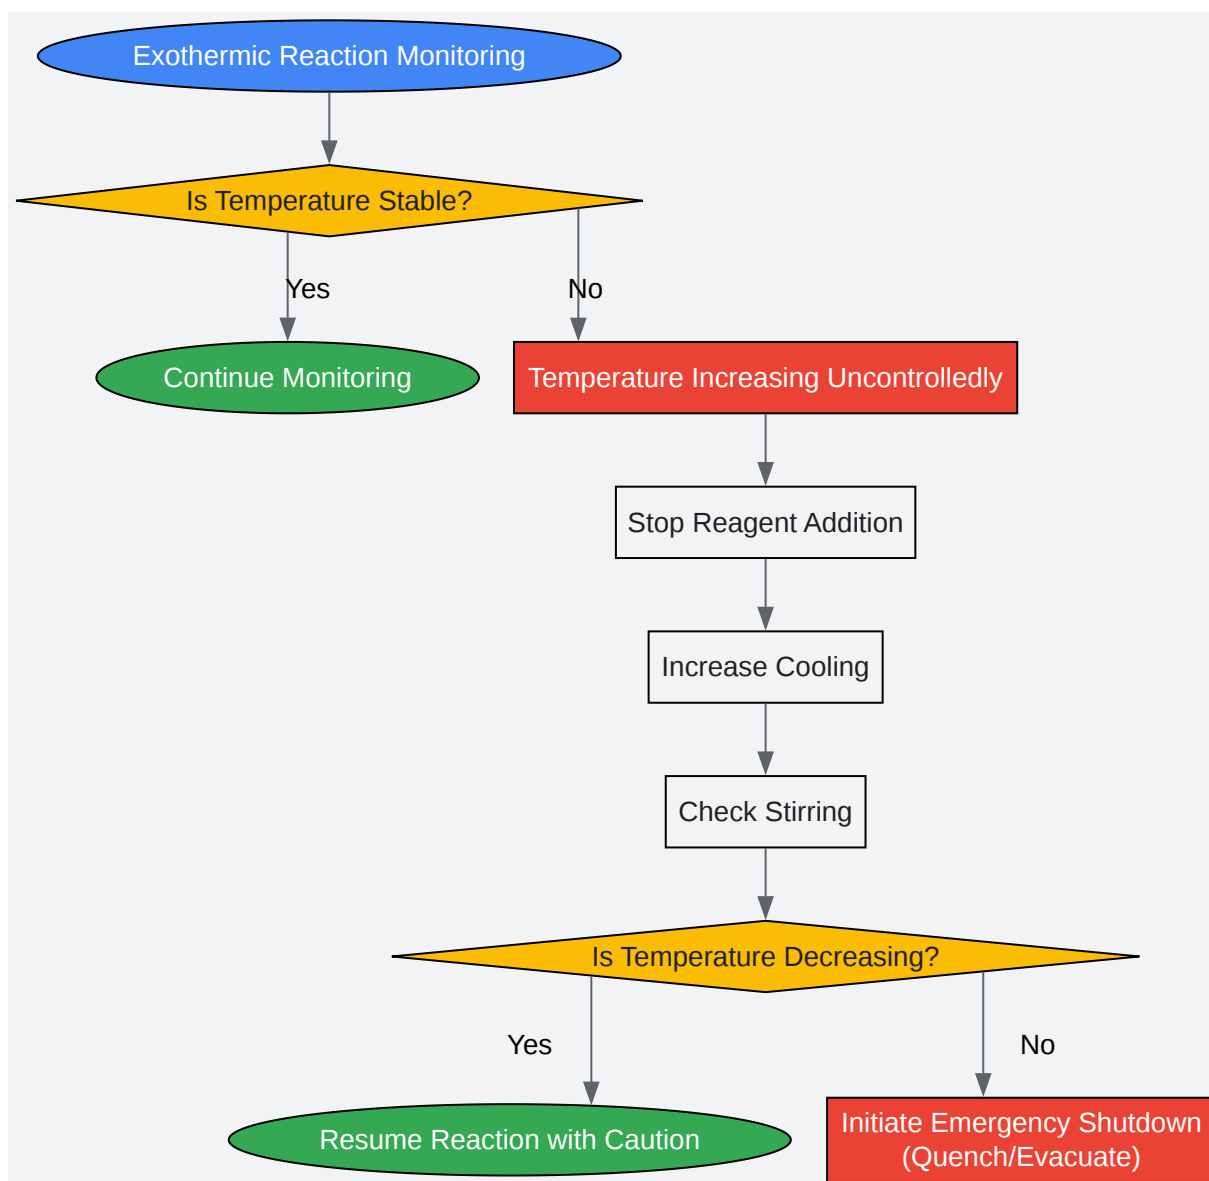 Exothermic Reaction Monitoring
Is Temperature Stable?
Yes
No
Continue Monitoring
Temperature Increasing Uncontrolledly
Stop Reagent Addition
Increase Cooling
Check Stirring
Is Temperature Decreasing?
Yes
No
Resume Reaction with Caution
Initiate Emergency Shutdown
(Quench/Evacuate)